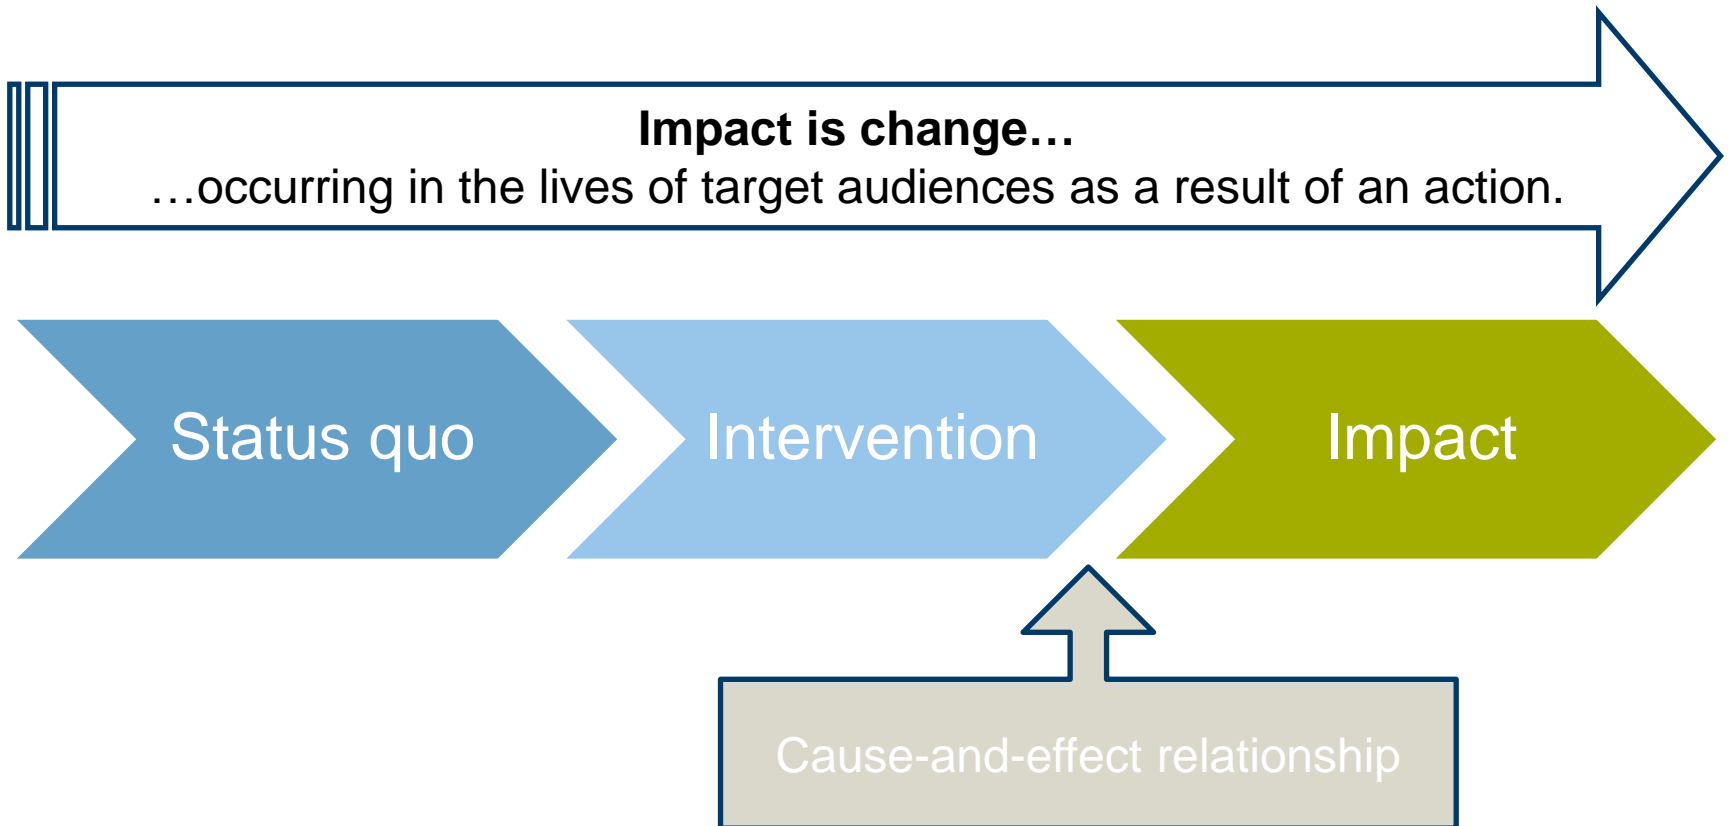 Impact is change…
…occurring in the lives of target audiences as a result of an action.
Status quo
Intervention
Impact
Cause-and-effect relationship